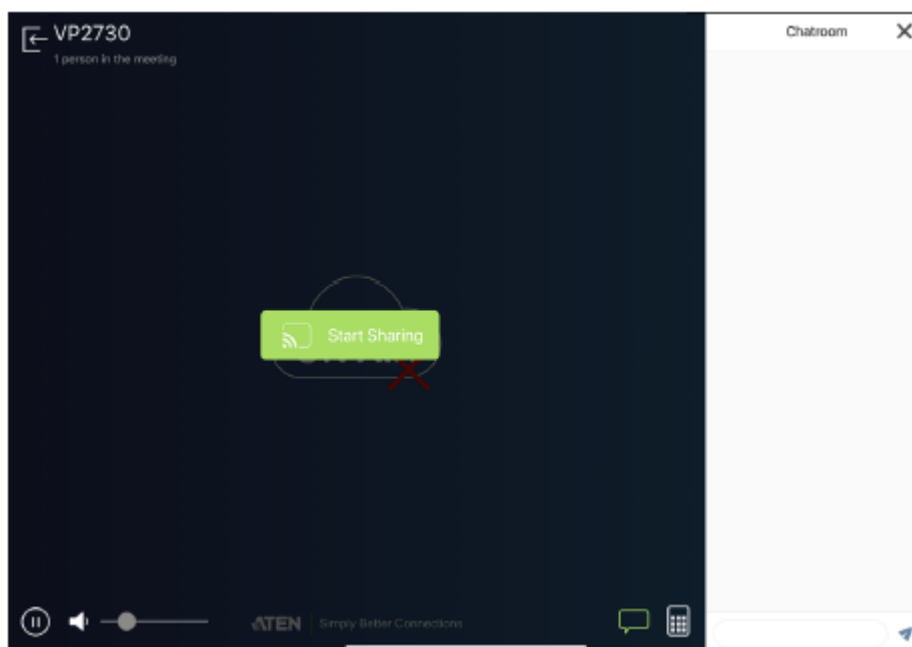 VP2730
1 person in the meeting
Chatroom
Start Sharing
ATEN
Simply Better Connections